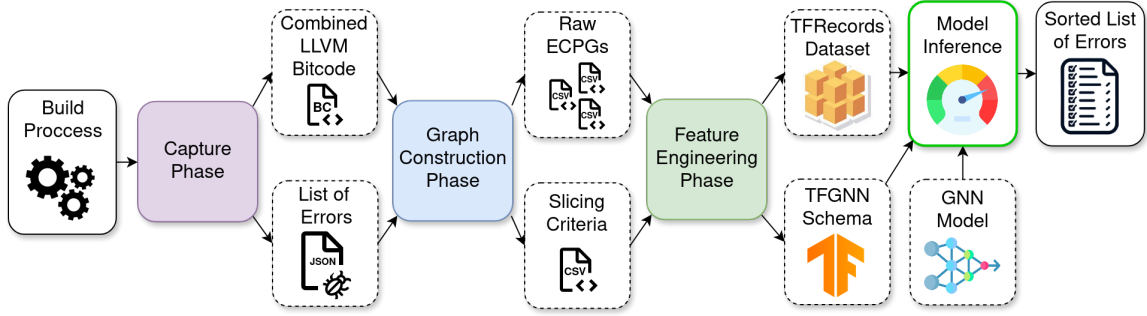 Build
Proccess
Capture
Phase
Combined
LLVM
Bitcode
BC
List of
Errors
JSON
Graph
Construction
Phase
Raw
ECPGs
CSV
CSV
CSV
Slicing
Criteria
CSV
Feature
Engineering
Phase
TFRecords
Dataset
TFGNN
Schema
Model
Inference
GNN
Model
Sorted List
of Errors